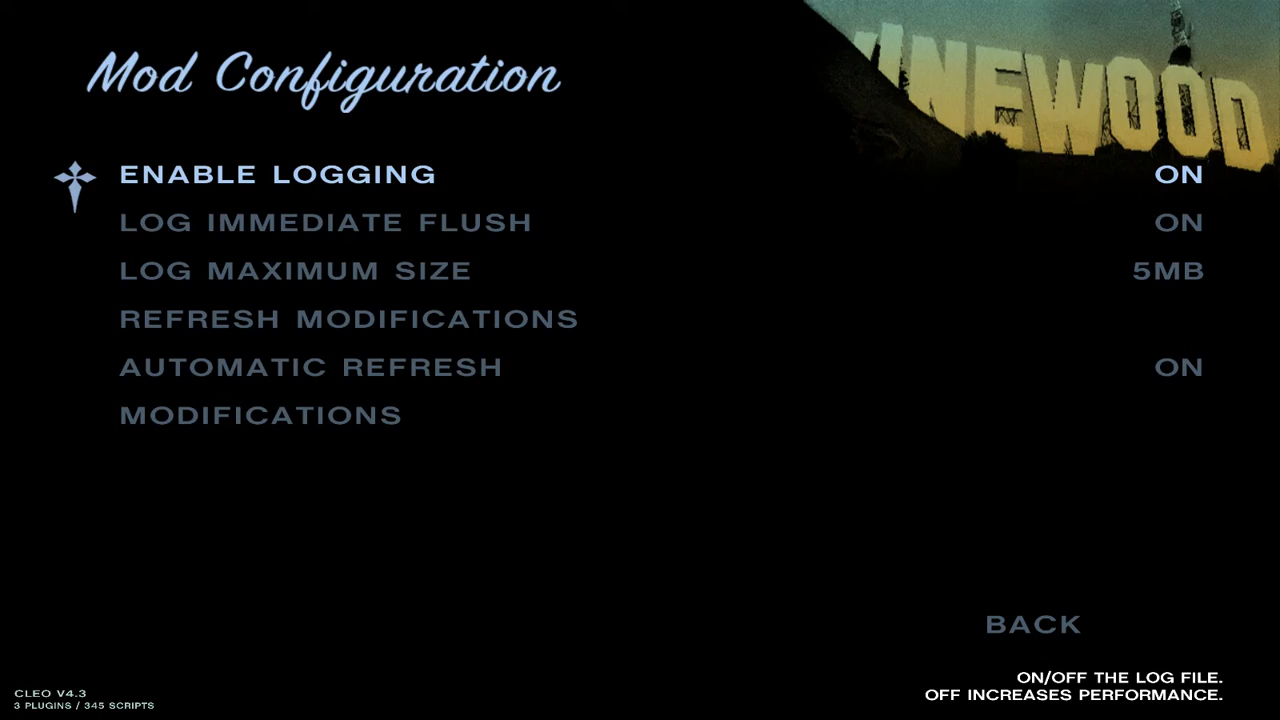 Mod Configuration
INEWOOD
ENABLE LOGGING ON
LOG IMMEDIATE FLUSH ON
LOG MAXIMUM SIZE 5MB
REFRESH MODIFICATIONS
AUTOMATIC REFRESH ON
MODIFICATIONS
BACK
ON/OFF THE LOG FILE.
OFF INCREASES PERFORMANCE.
CLEO V4.3
3 PLUGINS / 345 SCRIPTS